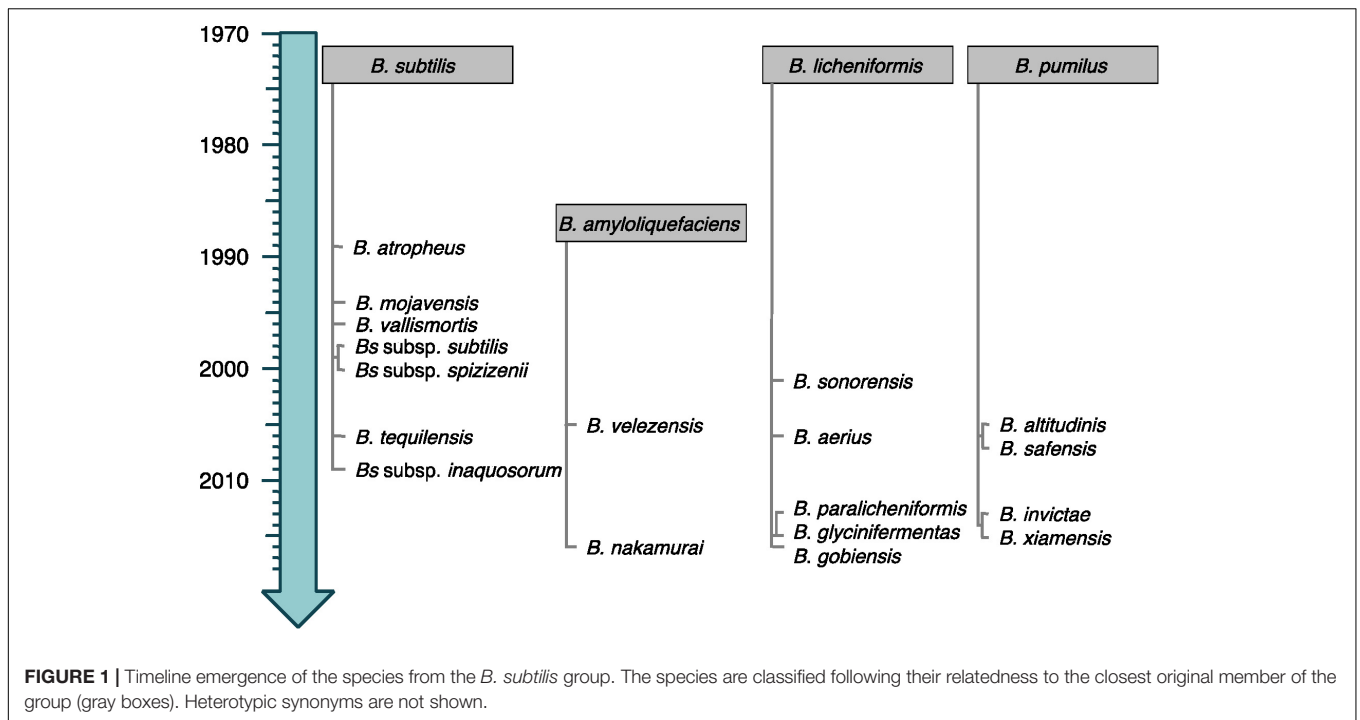 1970
1980
1990
2000
2010
B. subtilis
B. atropheus
B. mojavensis
B. vallismortis
Bs subsp. subtilis
Bs subsp. spizizenii
B. tequilensis
Bs subsp. inaquosorum
B. amyloliquefaciens
B. velezensis
B. nakamurai
B. licheniformis
B. sonorensis
B. aerius
B. paralicheniformis
B. glycinifermentas
B. gobiensis
B. pumilus
B. altitudinis
B. safensis
B. invictae
B. xiamensis
FIGURE 1 | Timeline emergence of the species from the B. subtilis group. The species are classified following their relatedness to the closest original member of the
group (gray boxes). Heterotypic synonyms are not shown.